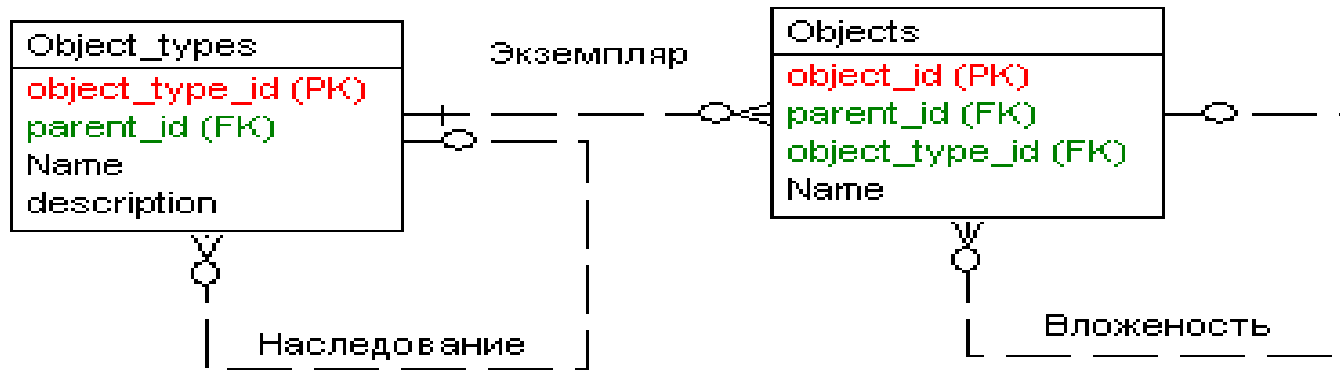 Object_types
object_type_id (PK)
parent_id (FK)
Name
description
Экземпляр
Objects
object_id (PK)
parent_id (FK)
object_type_id (FK)
Name
Наследование
Вложеность